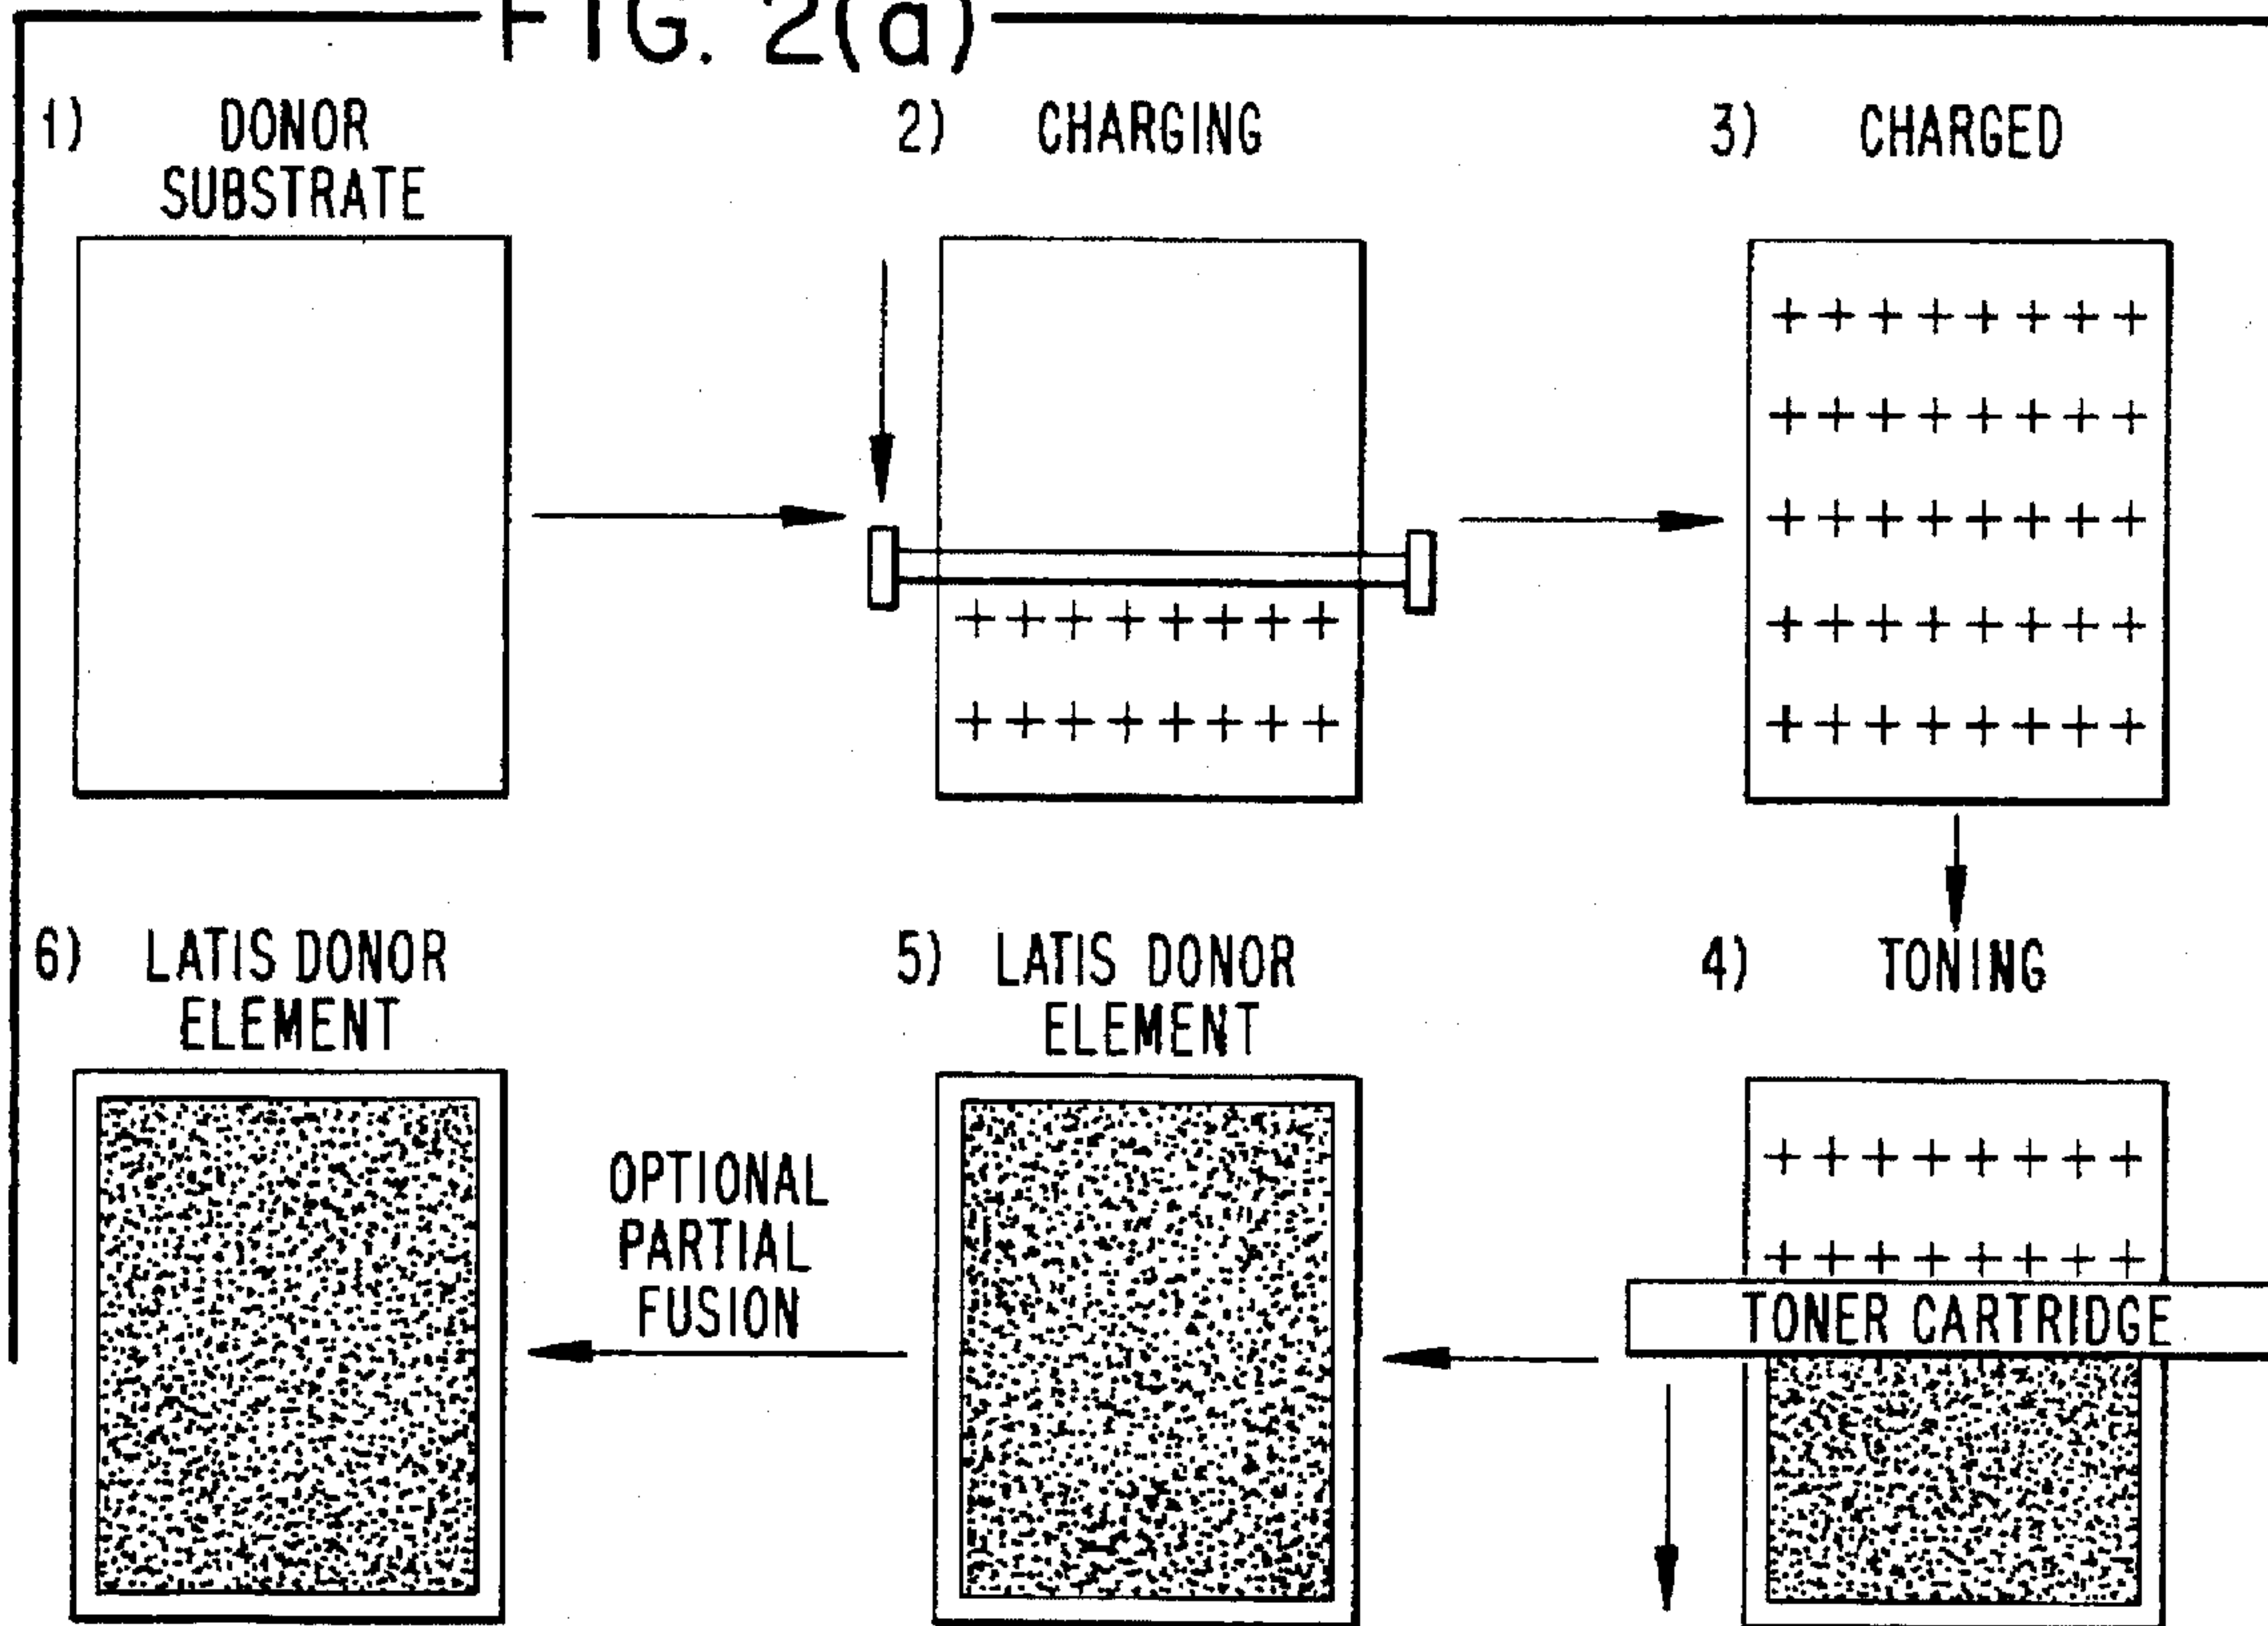 FIG. 2(a)
1) DONOR
SUBSTRATE
2) CHARGING
3) CHARGED
4) TONING
TONER CARTRIDGE
5) LATIS DONOR
ELEMENT
OPTIONAL
PARTIAL
FUSION
6) LATIS DONOR
ELEMENT